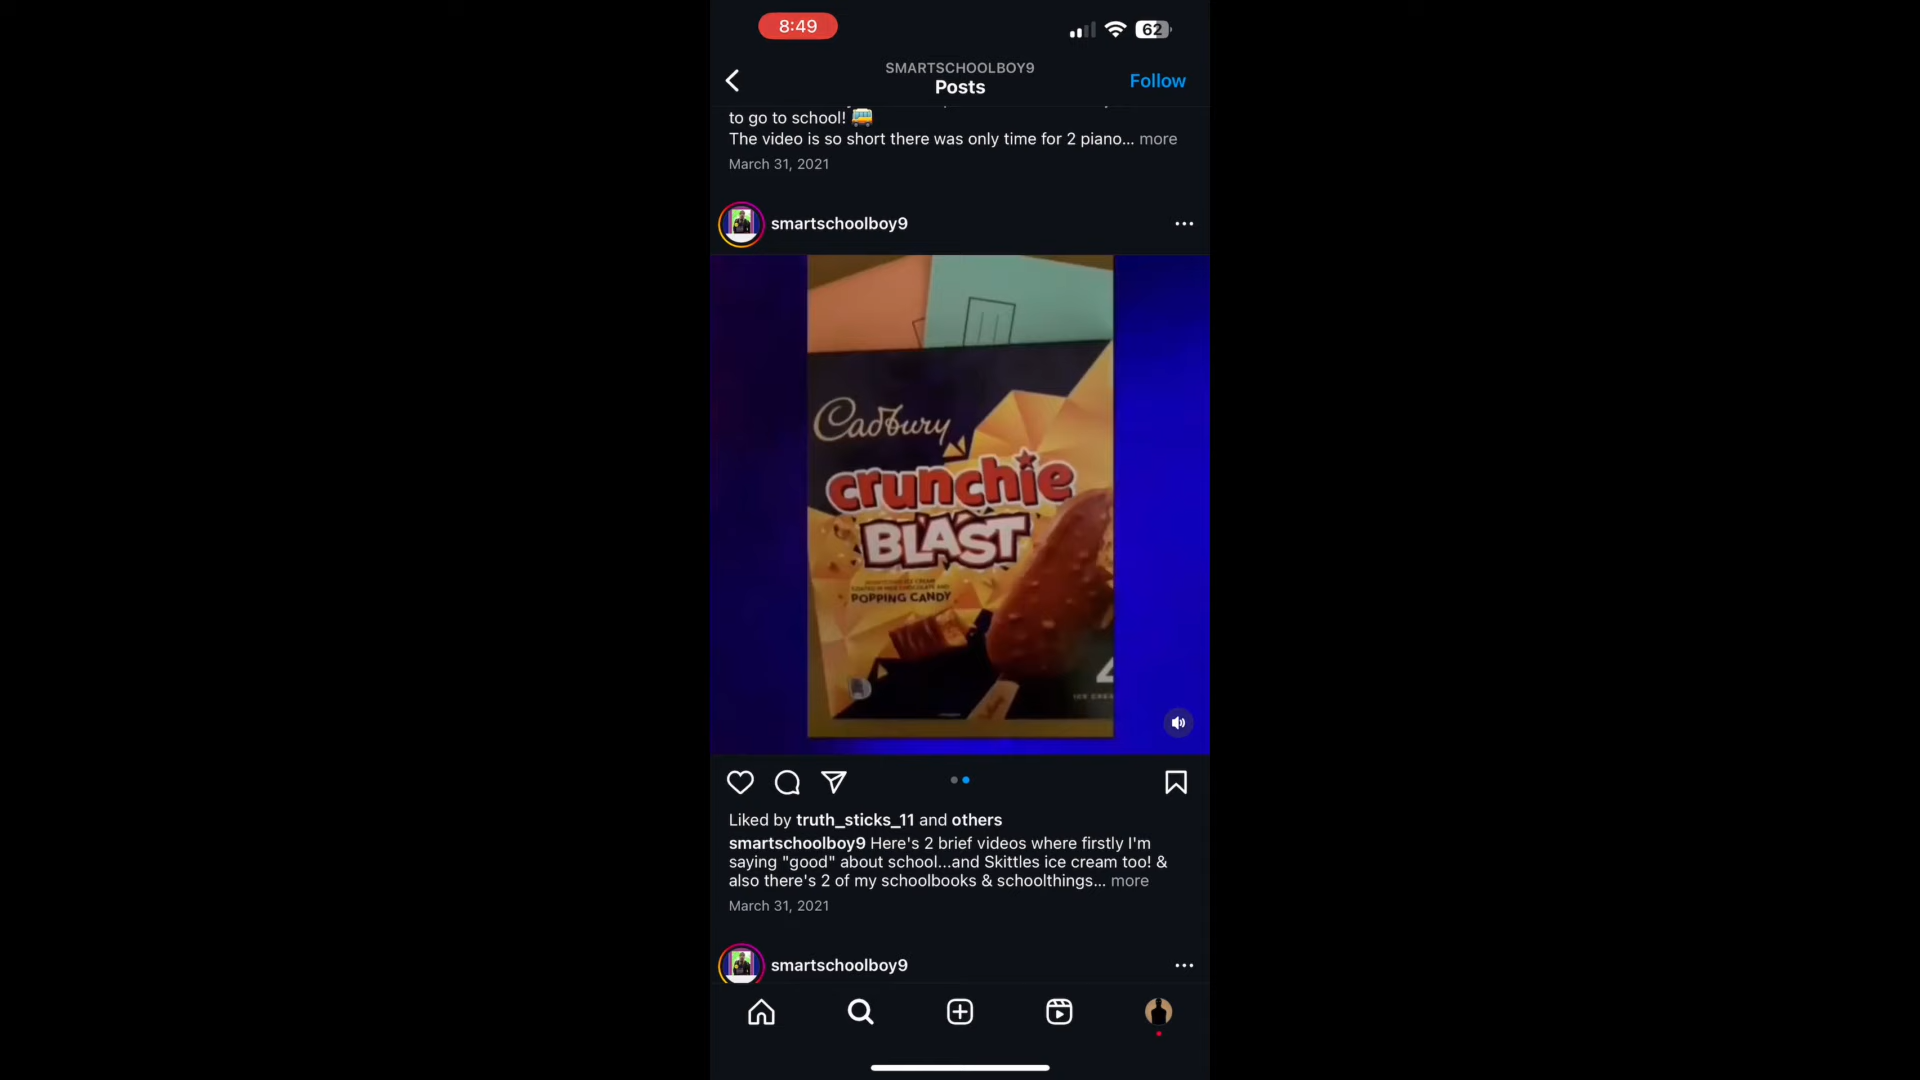 8:49
62
SMARTSCHOOLBOY9
Posts
Follow
to go to school!
The video is so short there was only time for 2 piano... more
March 31, 2021
smartschoolboy9
Cadbury
crunchie
BLAST
POPPING CANDY
Liked by truth_sticks_11 and others
smartschoolboy9 Here's 2 brief videos where firstly I'm
saying "good" about school...and Skittles ice cream too! &
also there's 2 of my schoolbooks & schoolthings... more
March 31, 2021
smartschoolboy9